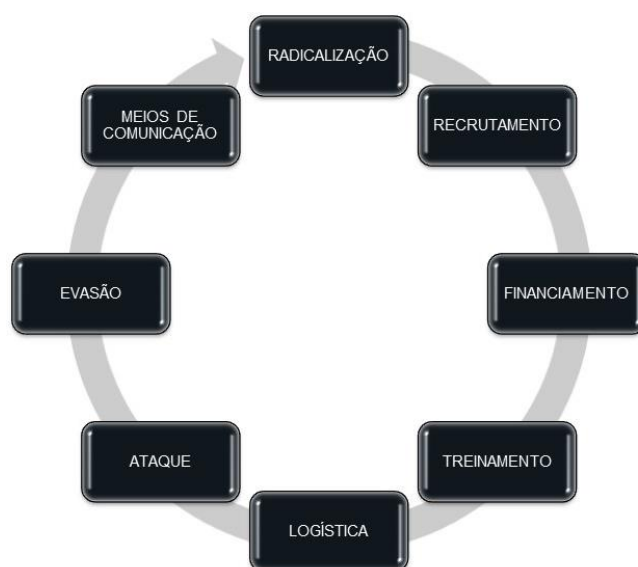 RADICALIZAÇÃO
RECRUTAMENTO
FINANCIAMENTO
TREINAMENTO
LOGÍSTICA
ATAQUE
EVASÃO
MEIOS DE
COMUNICAÇÃO